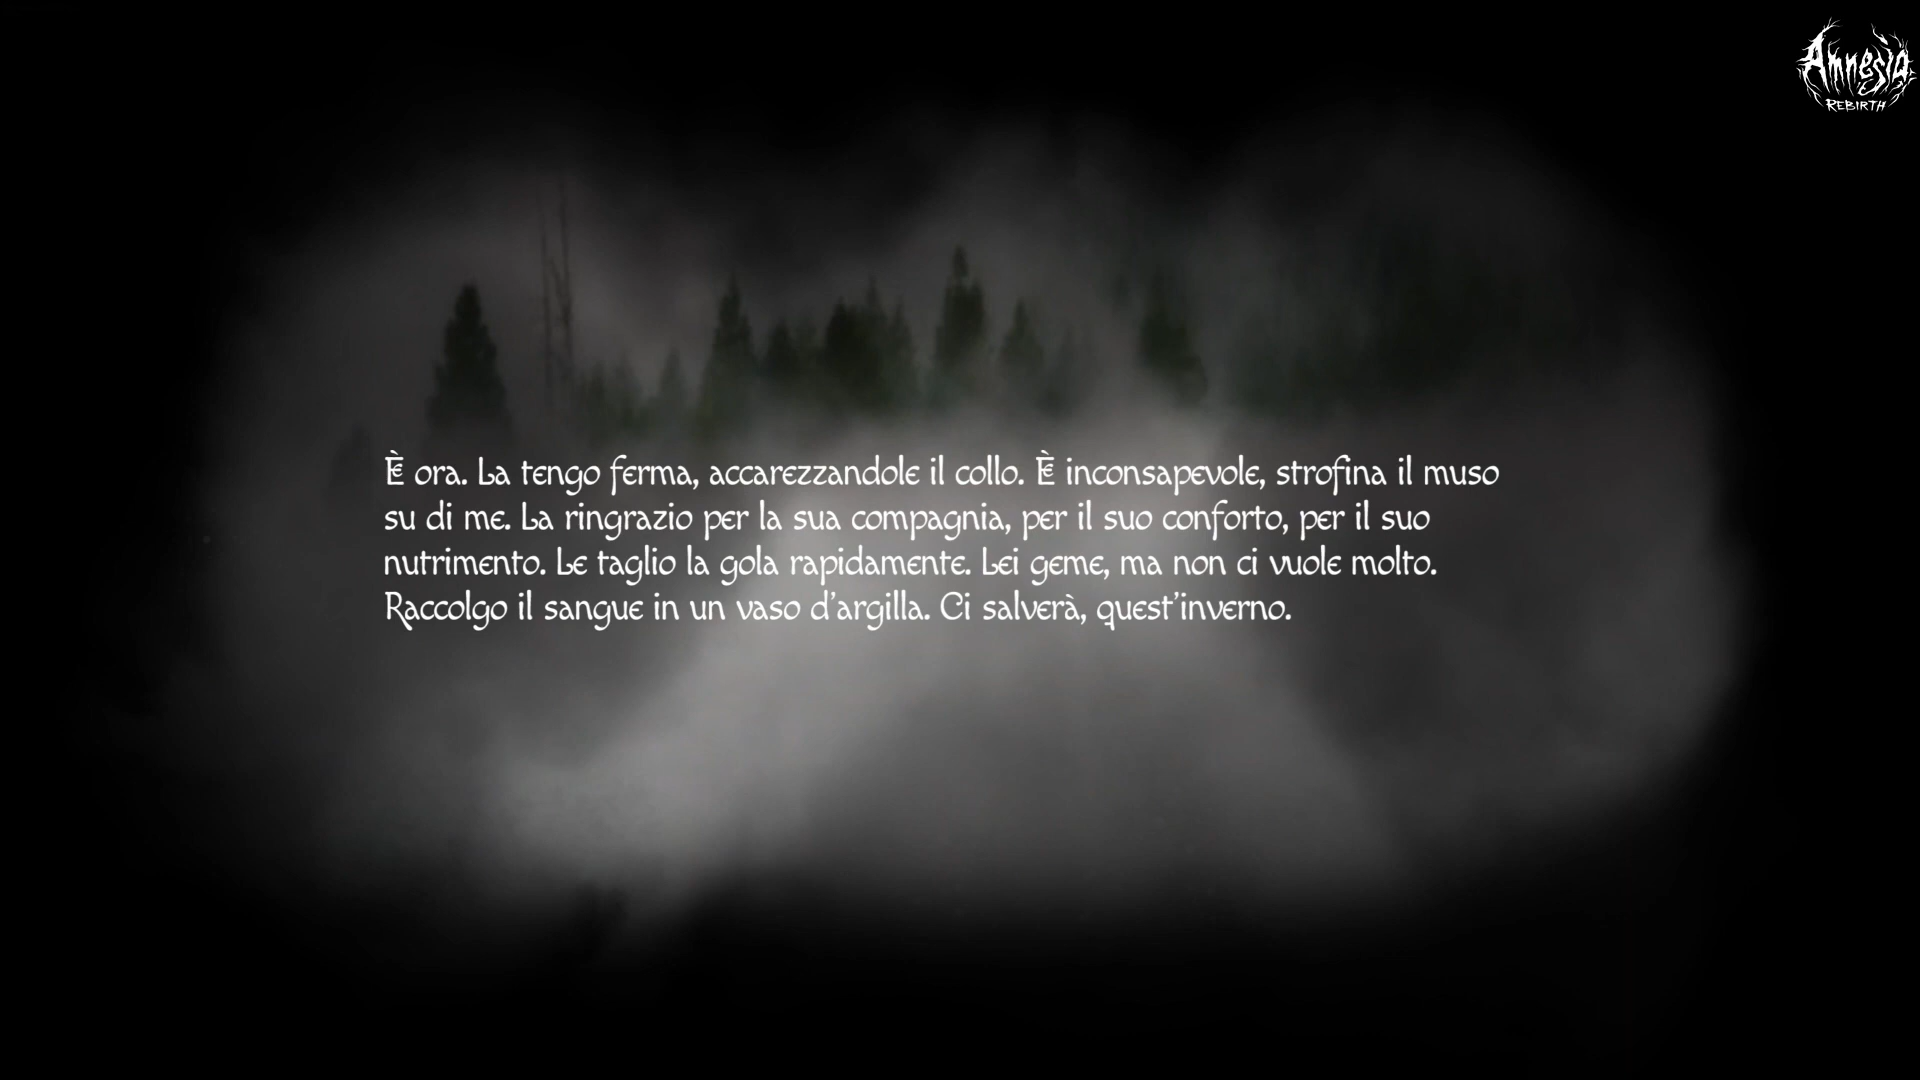 Amnesia
REBIRTH
È ora. La tengo ferma, accarezzandole il collo. È inconsapevole, strofina il muso
su di me. La ringrazio per la sua compagnia, per il suo conforto, per il suo
nutrimento. Le taglio la gola rapidamente. Lei geme, ma non ci vuole molto.
Raccolgo il sangue in un vaso d'argilla. Ci salverà, quest'inverno.